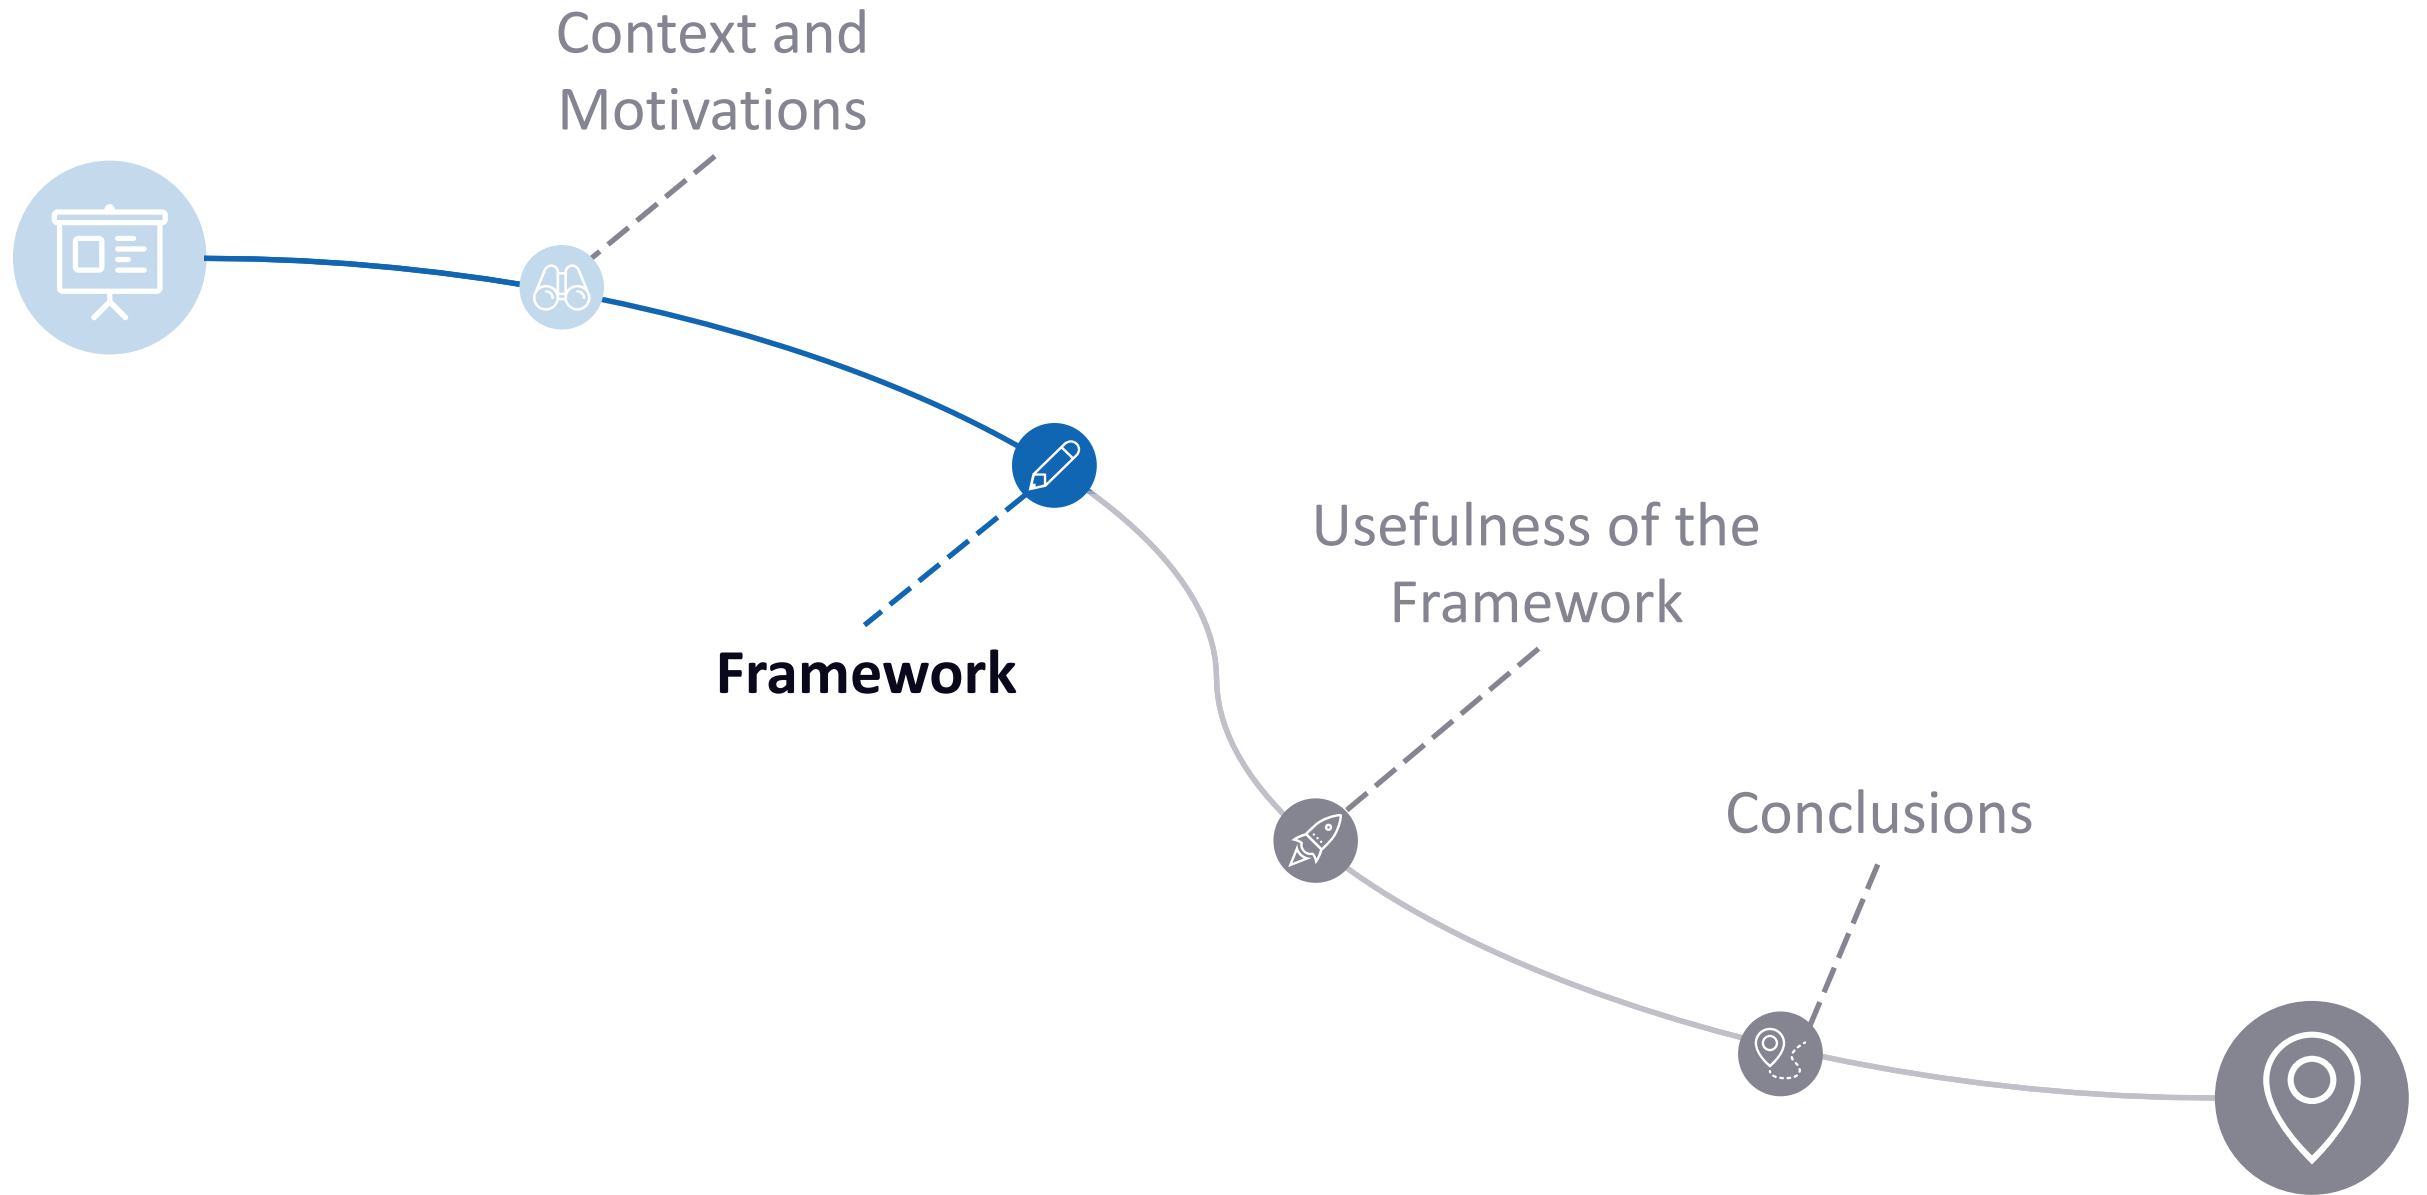 Context and
Motivations
Framework
Usefulness of the
Framework
Conclusions